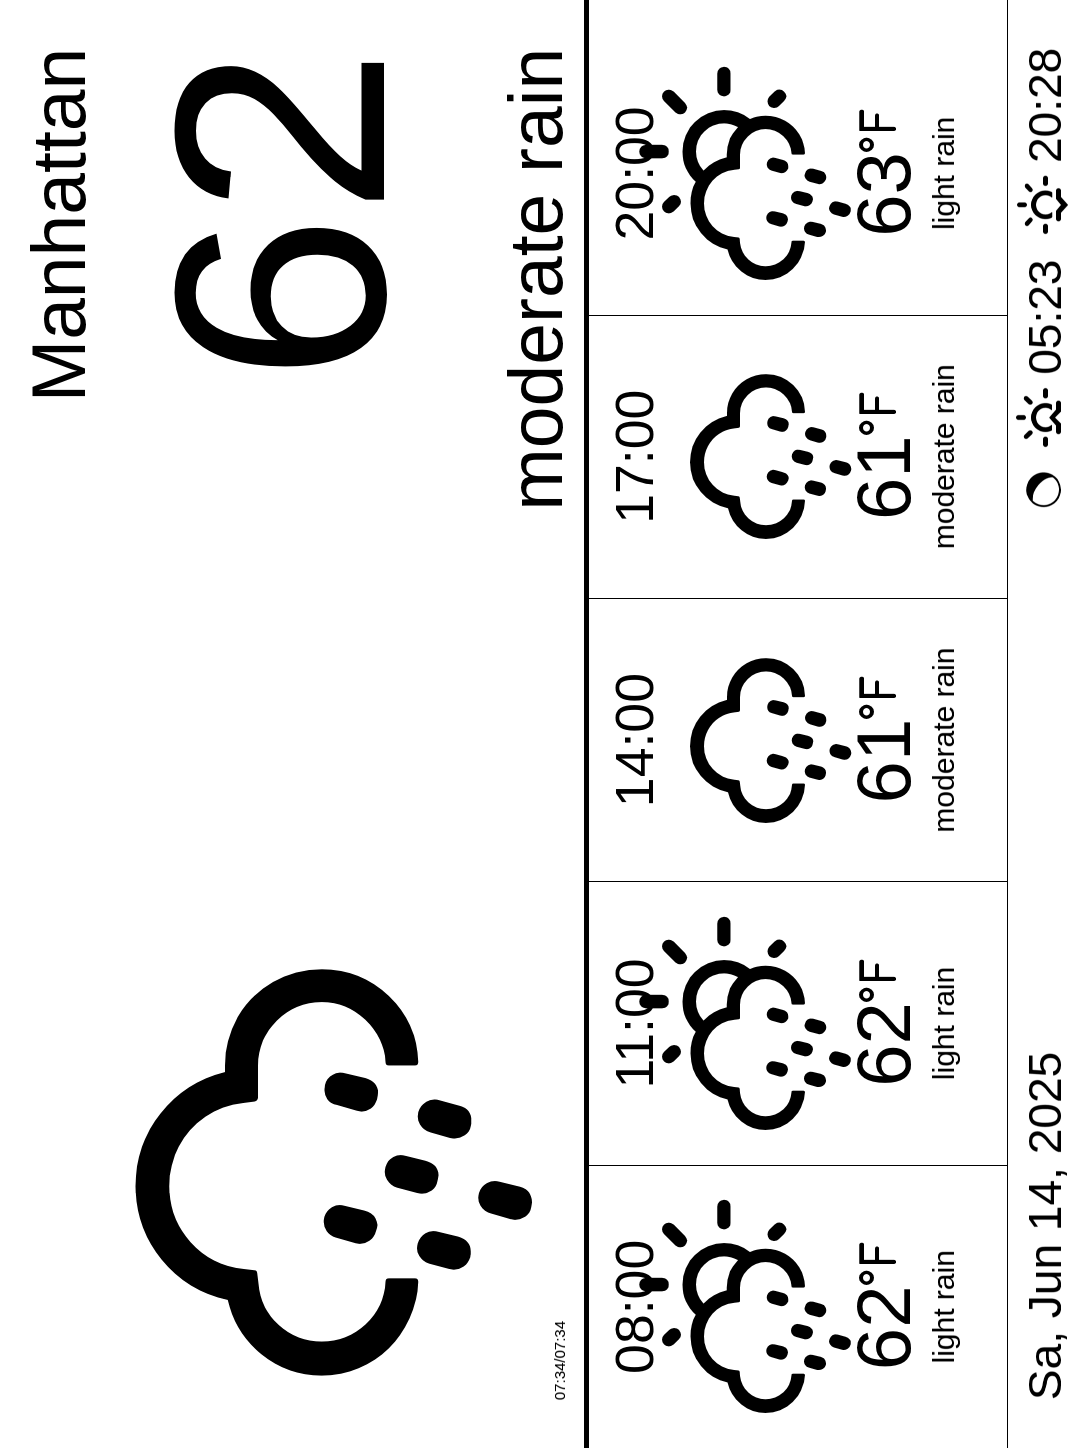 Manhattan
62
moderate rain
07:34/07:34
08:00
62°F
light rain
11:00
62°F
light rain
14:00
61°F
moderate rain
17:00
61°F
moderate rain
20:00
63°F
light rain
Sa, Jun 14, 2025
05:23 20:28